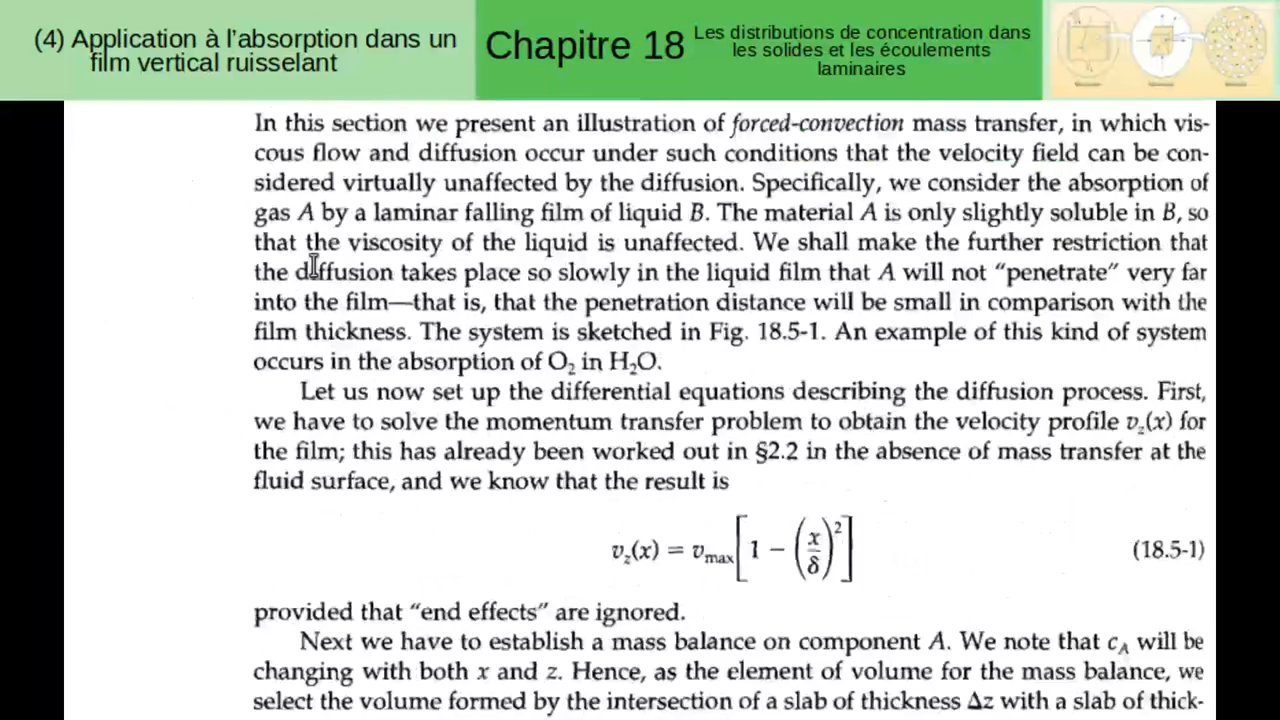 (4) Application à l’absorption dans un
film vertical ruisselant
Chapitre 18
Les distributions de concentration dans
les solides et les écoulements
laminaires
In this section we present an illustration of forced-convection mass transfer, in which vis-
cous flow and diffusion occur under such conditions that the velocity field can be con-
sidered virtually unaffected by the diffusion. Specifically, we consider the absorption of
gas A by a laminar falling film of liquid B. The material A is only slightly soluble in B, so
that the viscosity of the liquid is unaffected. We shall make the further restriction that
the diffusion takes place so slowly in the liquid film that A will not “penetrate” very far
into the film—that is, that the penetration distance will be small in comparison with the
film thickness. The system is sketched in Fig. 18.5-1. An example of this kind of system
occurs in the absorption of O₂ in H₂O.
Let us now set up the differential equations describing the diffusion process. First,
we have to solve the momentum transfer problem to obtain the velocity profile v_z(x) for
the film; this has already been worked out in §2.2 in the absence of mass transfer at the
fluid surface, and we know that the result is
v_z(x) = v_max[1 − (x/δ)²] (18.5-1)
provided that “end effects” are ignored.
Next we have to establish a mass balance on component A. We note that c_A will be
changing with both x and z. Hence, as the element of volume for the mass balance, we
select the volume formed by the intersection of a slab of thickness Δz with a slab of thick-